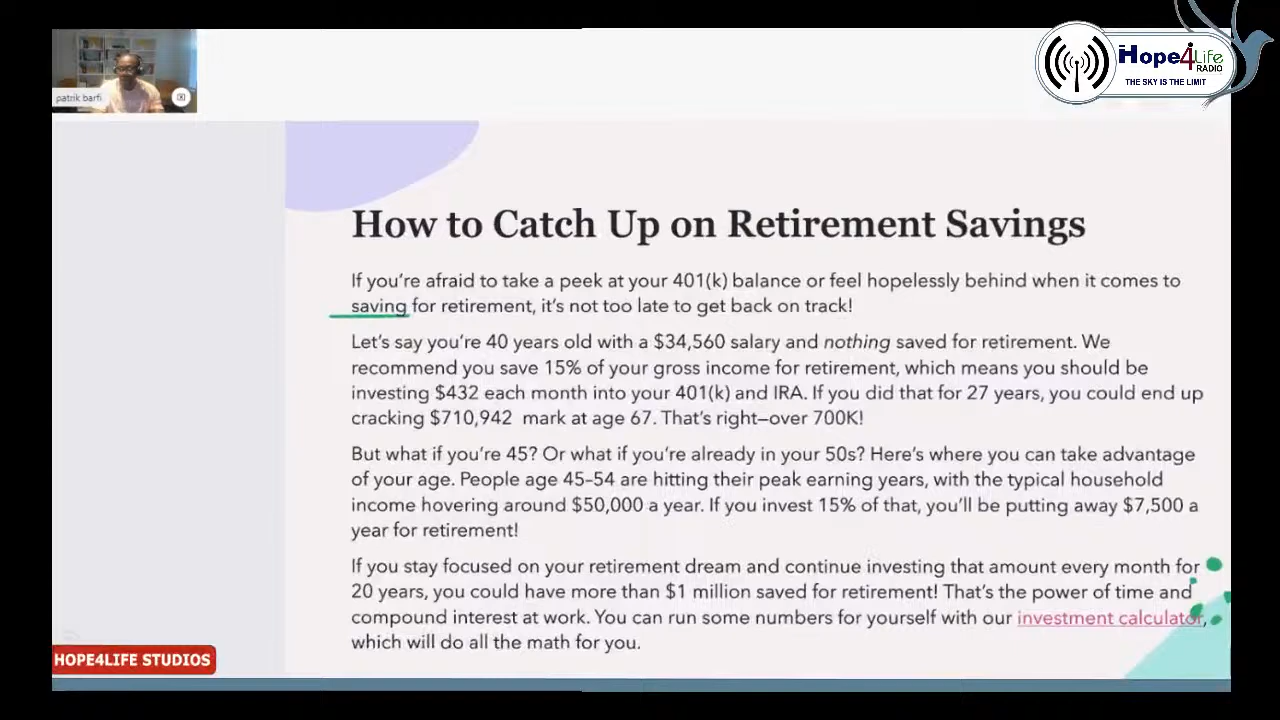 patrik barfi
Hope4Life
RADIO
THE SKY IS THE LIMIT
How to Catch Up on Retirement Savings
If you're afraid to take a peek at your 401(k) balance or feel hopelessly behind when it comes to
saving for retirement, it's not too late to get back on track!
Let's say you're 40 years old with a $34,560 salary and nothing saved for retirement. We
recommend you save 15% of your gross income for retirement, which means you should be
investing $432 each month into your 401(k) and IRA. If you did that for 27 years, you could end up
cracking $710,942 mark at age 67. That's right—over 700K!
But what if you're 45? Or what if you're already in your 50s? Here's where you can take advantage
of your age. People age 45–54 are hitting their peak earning years, with the typical household
income hovering around $50,000 a year. If you invest 15% of that, you'll be putting away $7,500 a
year for retirement!
If you stay focused on your retirement dream and continue investing that amount every month for
20 years, you could have more than $1 million saved for retirement! That's the power of time and
compound interest at work. You can run some numbers for yourself with our investment calculator,
which will do all the math for you.
HOPE4LIFE STUDIOS